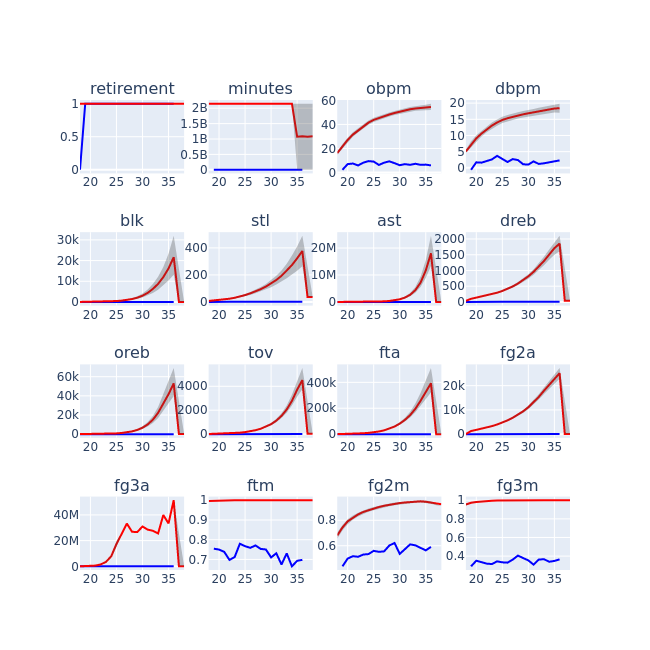 retirement minutes obpm dbpm
1 2B 60 20
1.5B 40 15
0.5 1B 10
0.5B 20 5
0 0 0 0
20 25 30 35 20 25 30 35 20 25 30 35 20 25 30 35
blk stl ast dreb
30k 400 20M 2000
20k 1500
200 10M 1000
10k 500
0 0 0 0
20 25 30 35 20 25 30 35 20 25 30 35 20 25 30 35
oreb tov fta fg2a
60k 4000 400k 20k
40k
2000 200k 10k
20k
0 0 0 0
20 25 30 35 20 25 30 35 20 25 30 35 20 25 30 35
fg3a ftm fg2m fg3m
40M 1 0.8 1
0.9 0.8
20M 0.8 0.6 0.6
0.7 0.4
0
20 25 30 35 20 25 30 35 20 25 30 35 20 25 30 35